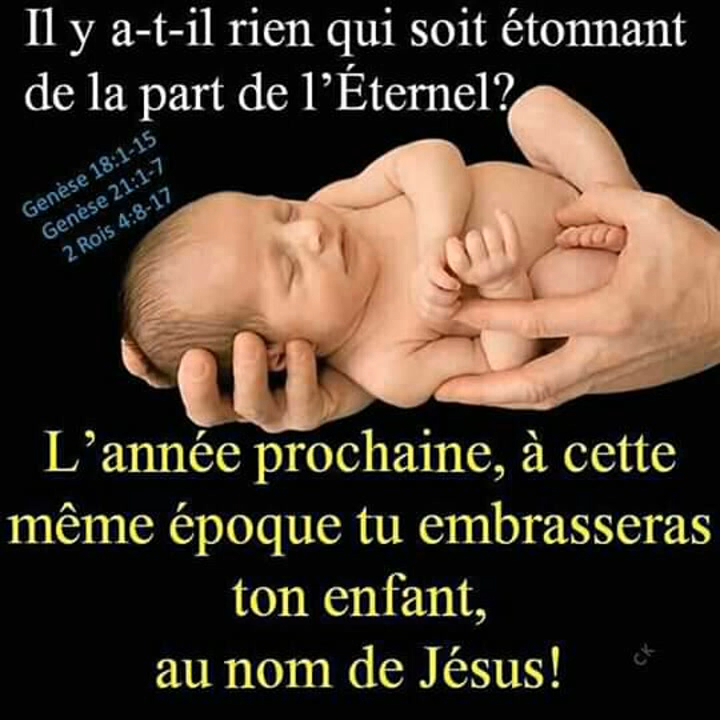 Il y a-t-il rien qui soit étonnant
de la part de l’Éternel?
Genèse 18:1-15
Genèse 21:1-7
2 Rois 4:8-17
L’année prochaine, à cette
même époque tu embrasseras
ton enfant,
au nom de Jésus!
CK